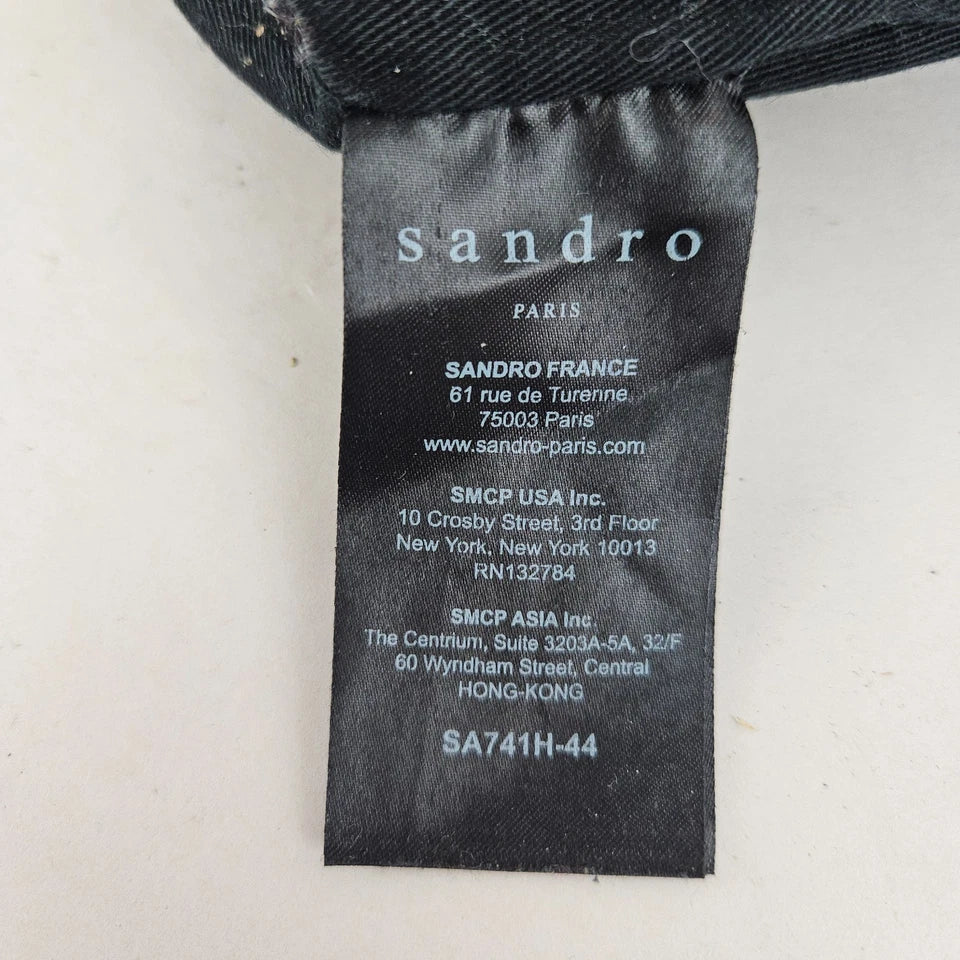 sandro
PARIS
SANDRO FRANCE
61 rue de Turenne
75003 Paris
www.sandro-paris.com
SMCP USA Inc.
10 Crosby Street, 3rd Floor
New York, New York 10013
RN132784
SMCP ASIA Inc.
The Centrium, Suite 3203A-5A, 32/F
60 Wyndham Street, Central
HONG-KONG
SA741H-44